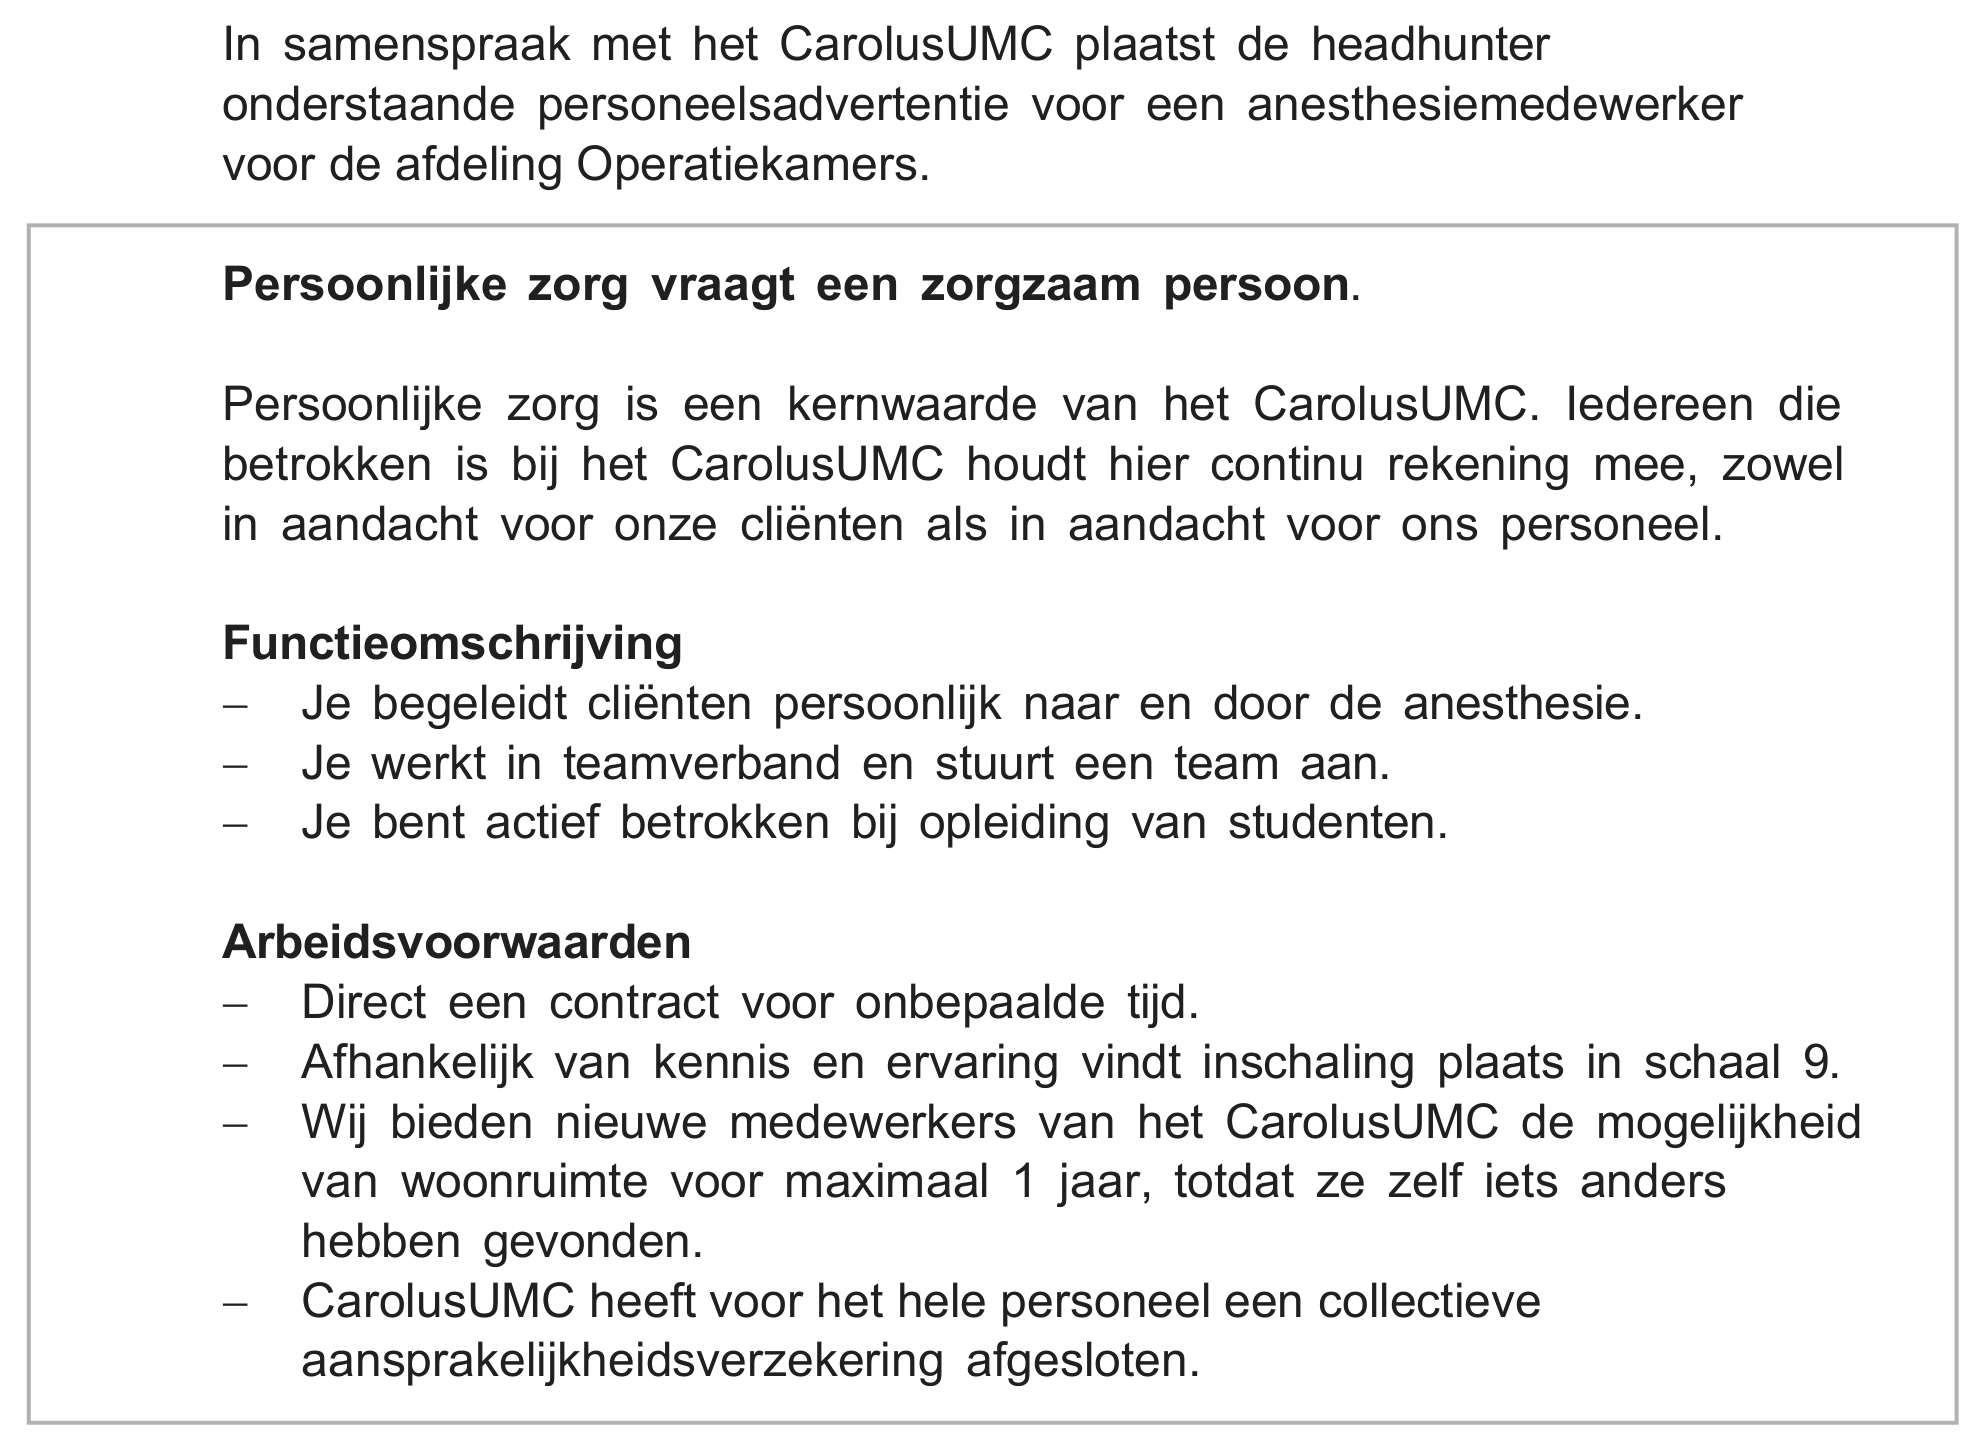 In samenspraak met het CarolusUMC plaatst de headhunter
onderstaande personeelsadvertentie voor een anesthesiemedewerker
voor de afdeling Operatiekamers.
Persoonlijke zorg vraagt een zorgzaam persoon.
Persoonlijke zorg is een kernwaarde van het CarolusUMC. Iedereen die
betrokken is bij het CarolusUMC houdt hier continu rekening mee, zowel
in aandacht voor onze cliënten als in aandacht voor ons personeel.
Functieomschrijving
– Je begeleidt cliënten persoonlijk naar en door de anesthesie.
– Je werkt in teamverband en stuurt een team aan.
– Je bent actief betrokken bij opleiding van studenten.
Arbeidsvoorwaarden
– Direct een contract voor onbepaalde tijd.
– Afhankelijk van kennis en ervaring vindt inschaling plaats in schaal 9.
– Wij bieden nieuwe medewerkers van het CarolusUMC de mogelijkheid
van woonruimte voor maximaal 1 jaar, totdat ze zelf iets anders
hebben gevonden.
– CarolusUMC heeft voor het hele personeel een collectieve
aansprakelijkheidsverzekering afgesloten.